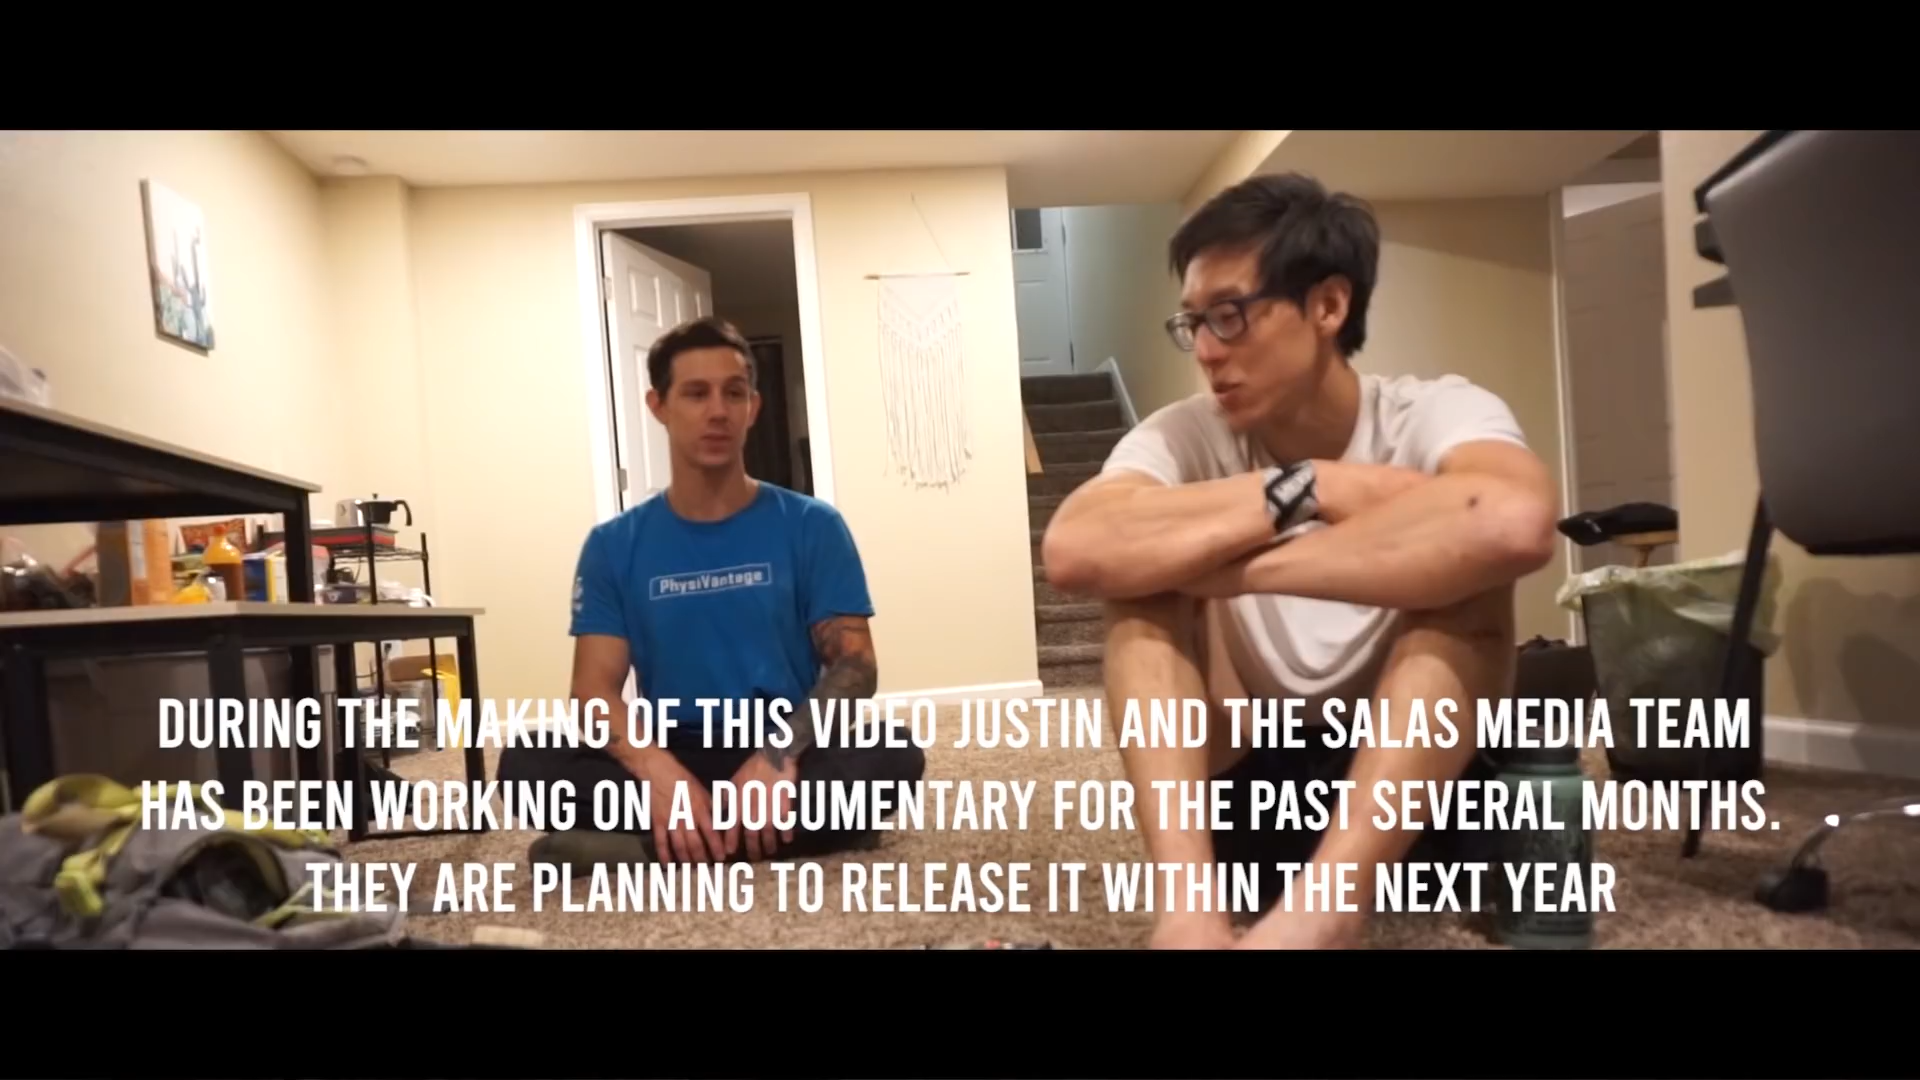 PhysiVantage
DURING THE MAKING OF THIS VIDEO JUSTIN AND THE SALAS MEDIA TEAM
HAS BEEN WORKING ON A DOCUMENTARY FOR THE PAST SEVERAL MONTHS.
THEY ARE PLANNING TO RELEASE IT WITHIN THE NEXT YEAR